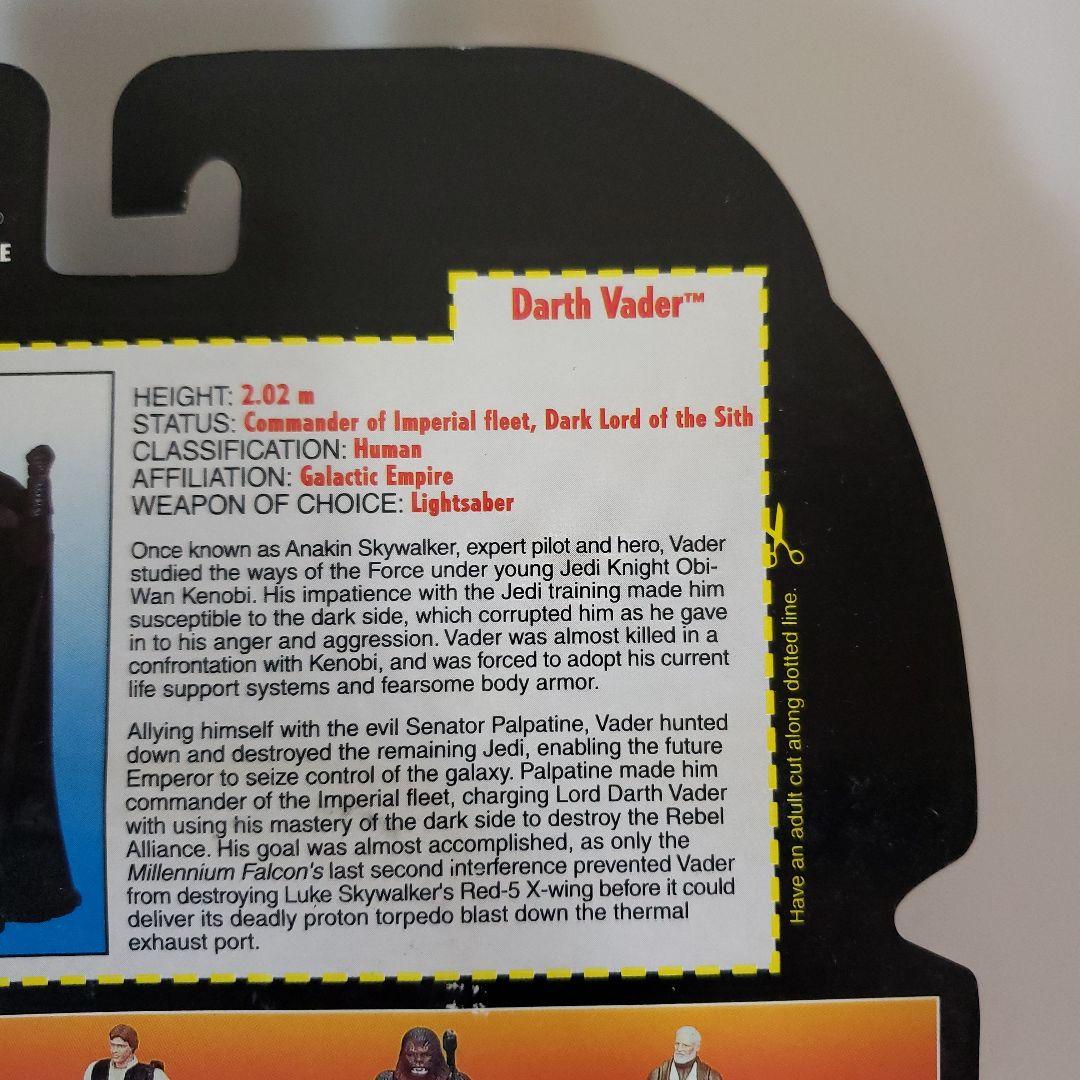 E
Darth Vader™
HEIGHT: 2.02 m
STATUS: Commander of Imperial fleet, Dark Lord of the Sith
CLASSIFICATION: Human
AFFILIATION: Galactic Empire
WEAPON OF CHOICE: Lightsaber
Once known as Anakin Skywalker, expert pilot and hero, Vader
studied the ways of the Force under young Jedi Knight Obi-
Wan Kenobi. His impatience with the Jedi training made him
susceptible to the dark side, which corrupted him as he gave
in to his anger and aggression. Vader was almost killed in a
confrontation with Kenobi, and was forced to adopt his current
life support systems and fearsome body armor.
Allying himself with the evil Senator Palpatine, Vader hunted
down and destroyed the remaining Jedi, enabling the future
Emperor to seize control of the galaxy. Palpatine made him
commander of the Imperial fleet, charging Lord Darth Vader
with using his mastery of the dark side to destroy the Rebel
Alliance. His goal was almost accomplished, as only the
Millennium Falcon's last second interference prevented Vader
from destroying Luke Skywalker's Red-5 X-wing before it could
deliver its deadly proton torpedo blast down the thermal
exhaust port.
Have an adult cut along dotted line.